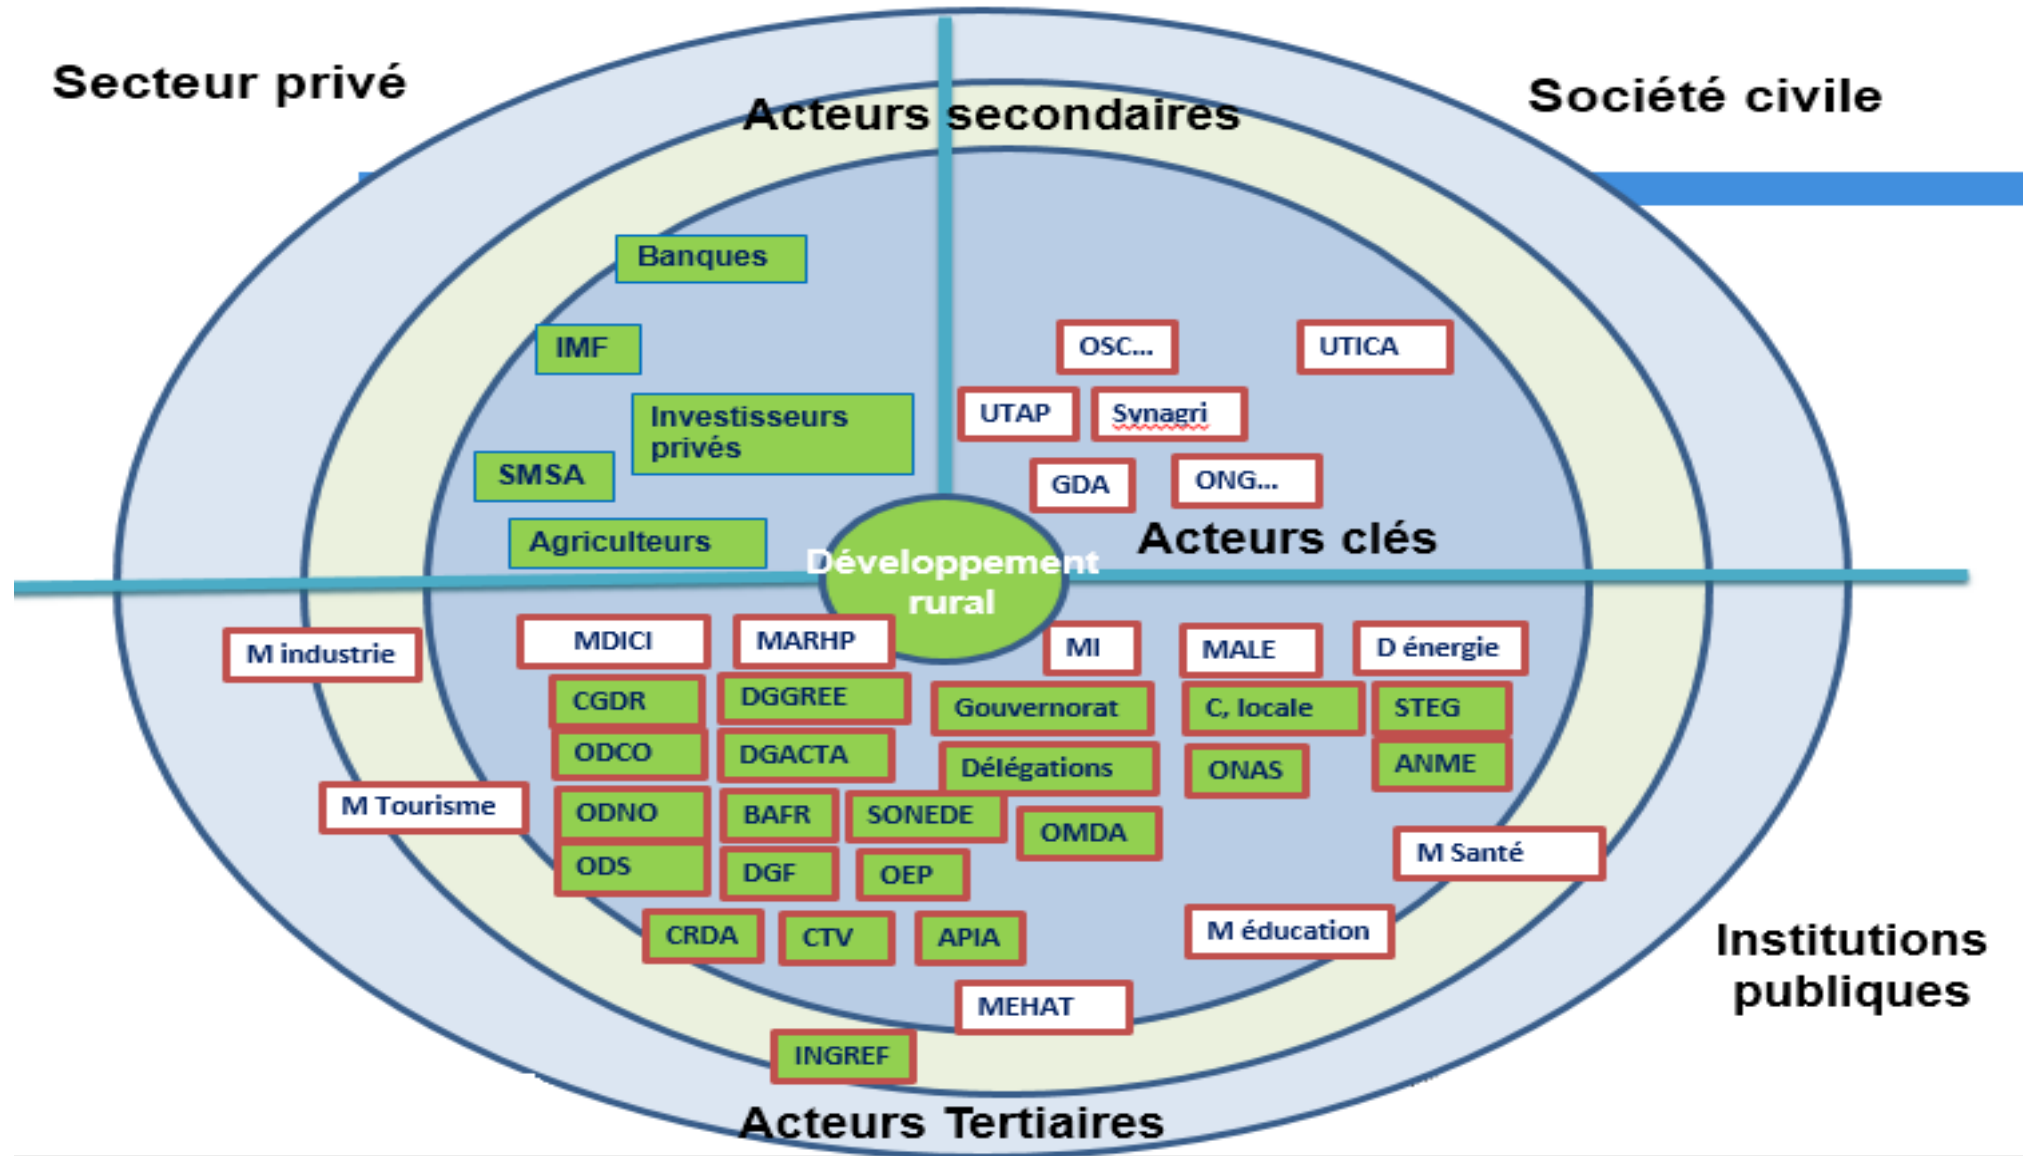 Secteur privé
Société civile
Acteurs secondaires
Banques
IMF
Investisseurs
privés
SMSA
Agriculteurs
OSC...
UTICA
UTAP
Synagri
GDA
ONG...
Acteurs clés
Développement
rural
M industrie
MDICI
MARHP
MI
MALE
D énergie
CGDR
DGGREE
Gouvernorat
C, locale
STEG
ODCO
DGACTA
Délégations
ONAS
ANME
M Tourisme
ODNO
BAFR
SONEDE
OMDA
M Santé
ODS
DGF
OEP
CRDA
CTV
APIA
M éducation
Institutions
publiques
MEHAT
INGREF
Acteurs Tertiaires